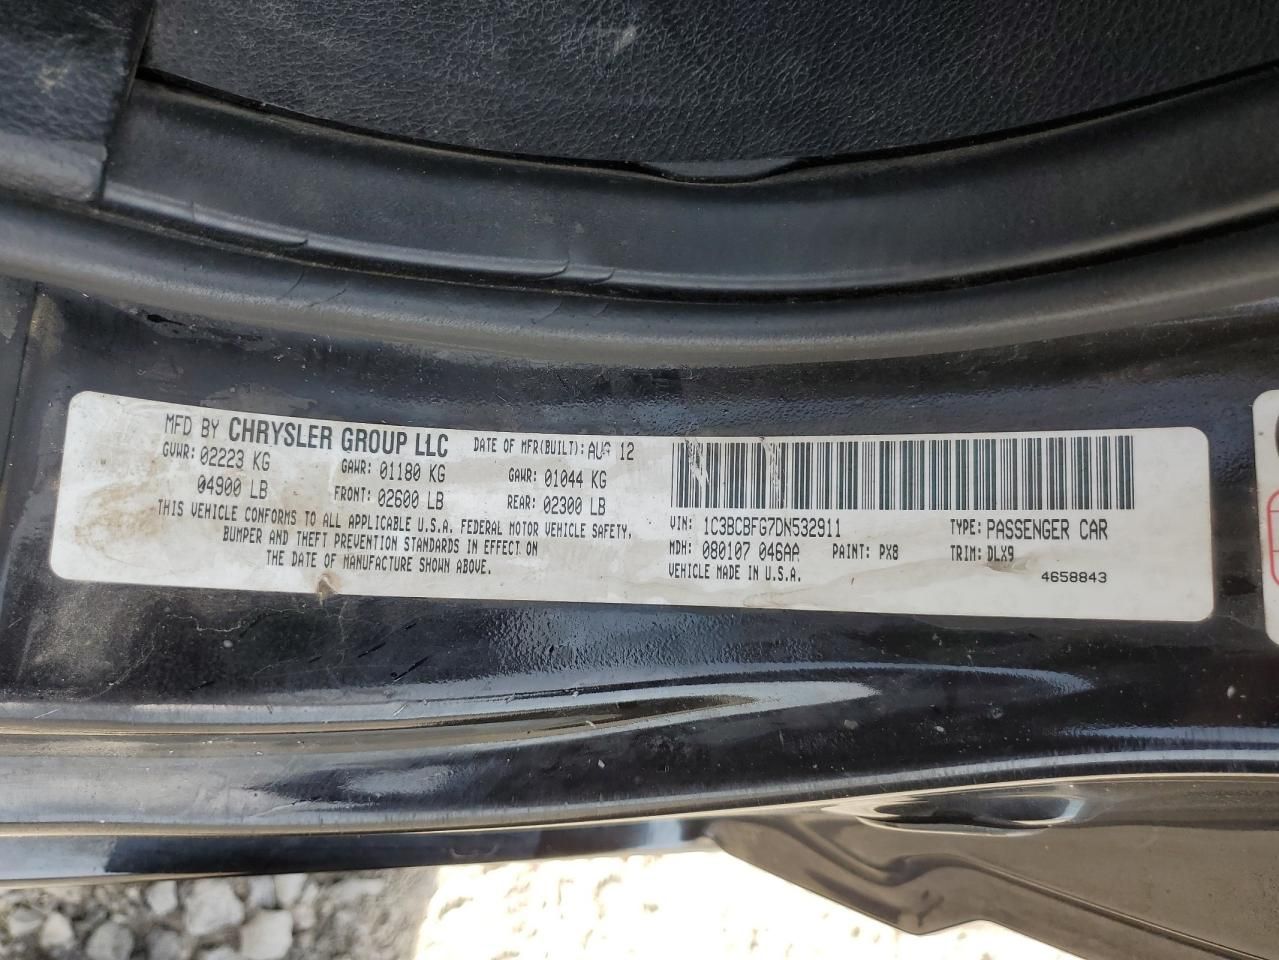 MFD BY CHRYSLER GROUP LLC DATE OF MFR(BUILT): AUG 12
GVWR: 02223 KG GAWR: 01180 KG GAWR: 01044 KG
04900 LB FRONT: 02600 LB REAR: 02300 LB
THIS VEHICLE CONFORMS TO ALL APPLICABLE U.S.A. FEDERAL MOTOR VEHICLE SAFETY,
BUMPER AND THEFT PREVENTION STANDARDS IN EFFECT ON
THE DATE OF MANUFACTURE SHOWN ABOVE.
VIN: 1C3BCBFG7DN532911 TYPE: PASSENGER CAR
MDH: 080107 046AA PAINT: PX8 TRIM: DLX9
VEHICLE MADE IN U.S.A. 4658843